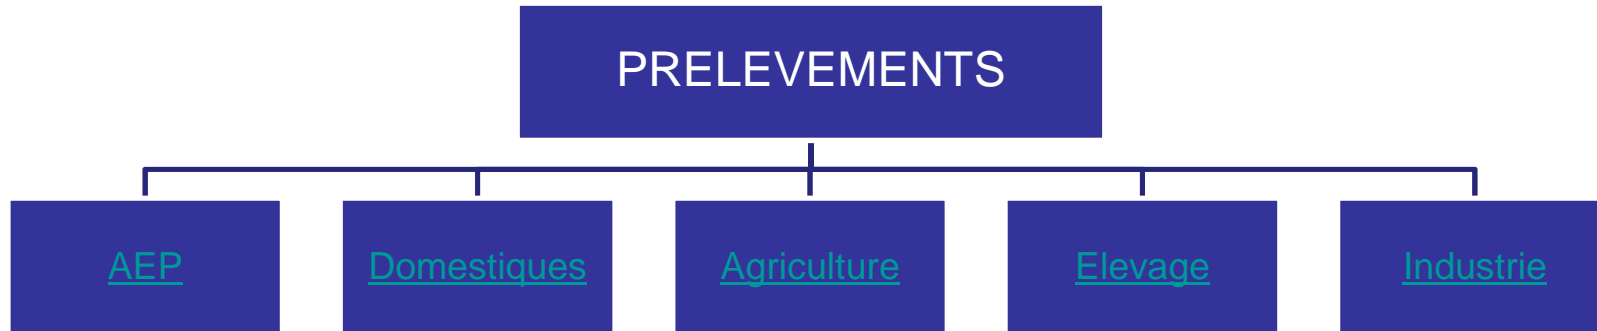 PRELEVEMENTS
AEP
Domestiques
Agriculture
Elevage
Industrie